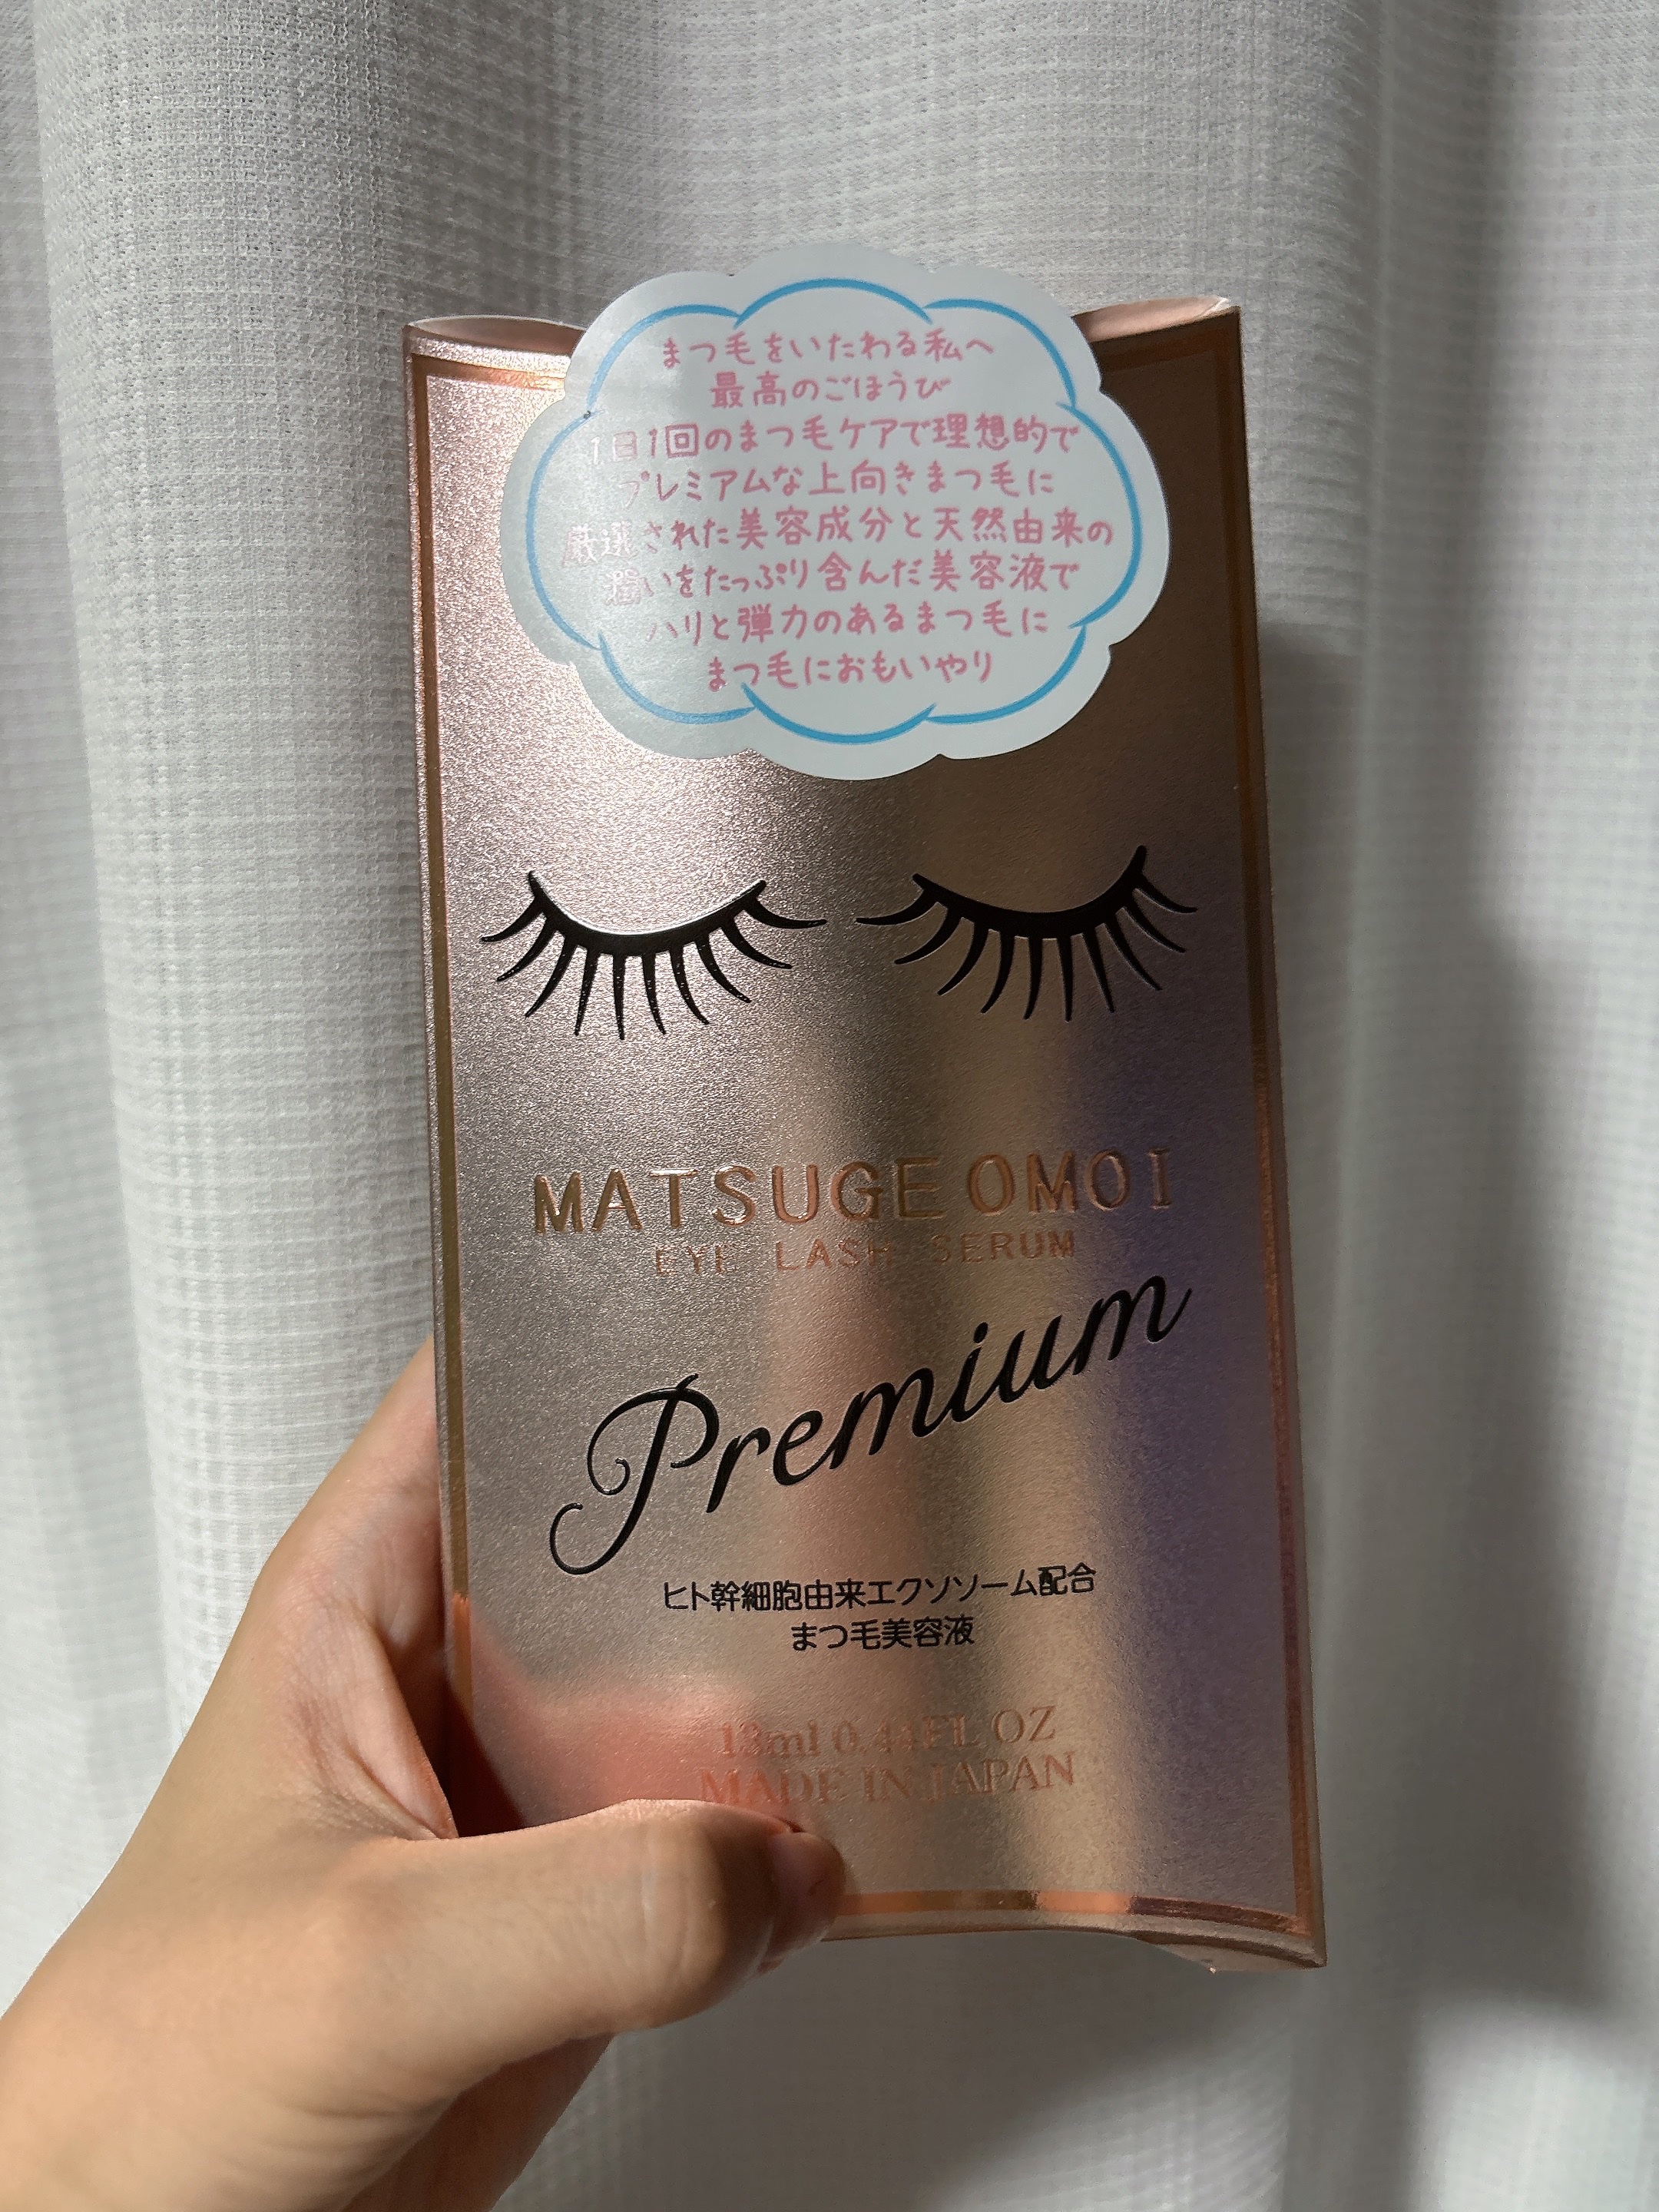 まつ毛をいたわる私へ
最高のごほうび
1日1回のまつ毛ケアで理想的で
プレミアムな上向きまつ毛に
厳選された美容成分と天然由来の
潤いをたっぷり含んだ美容液で
ハリと弾力のあるまつ毛に
まつ毛におもいやり
MATSUGE OMOI
EYE LASH SERUM
Premium
ヒト幹細胞由来エクソソーム配合
まつ毛美容液
13ml 0.44FL OZ
MADE IN JAPAN